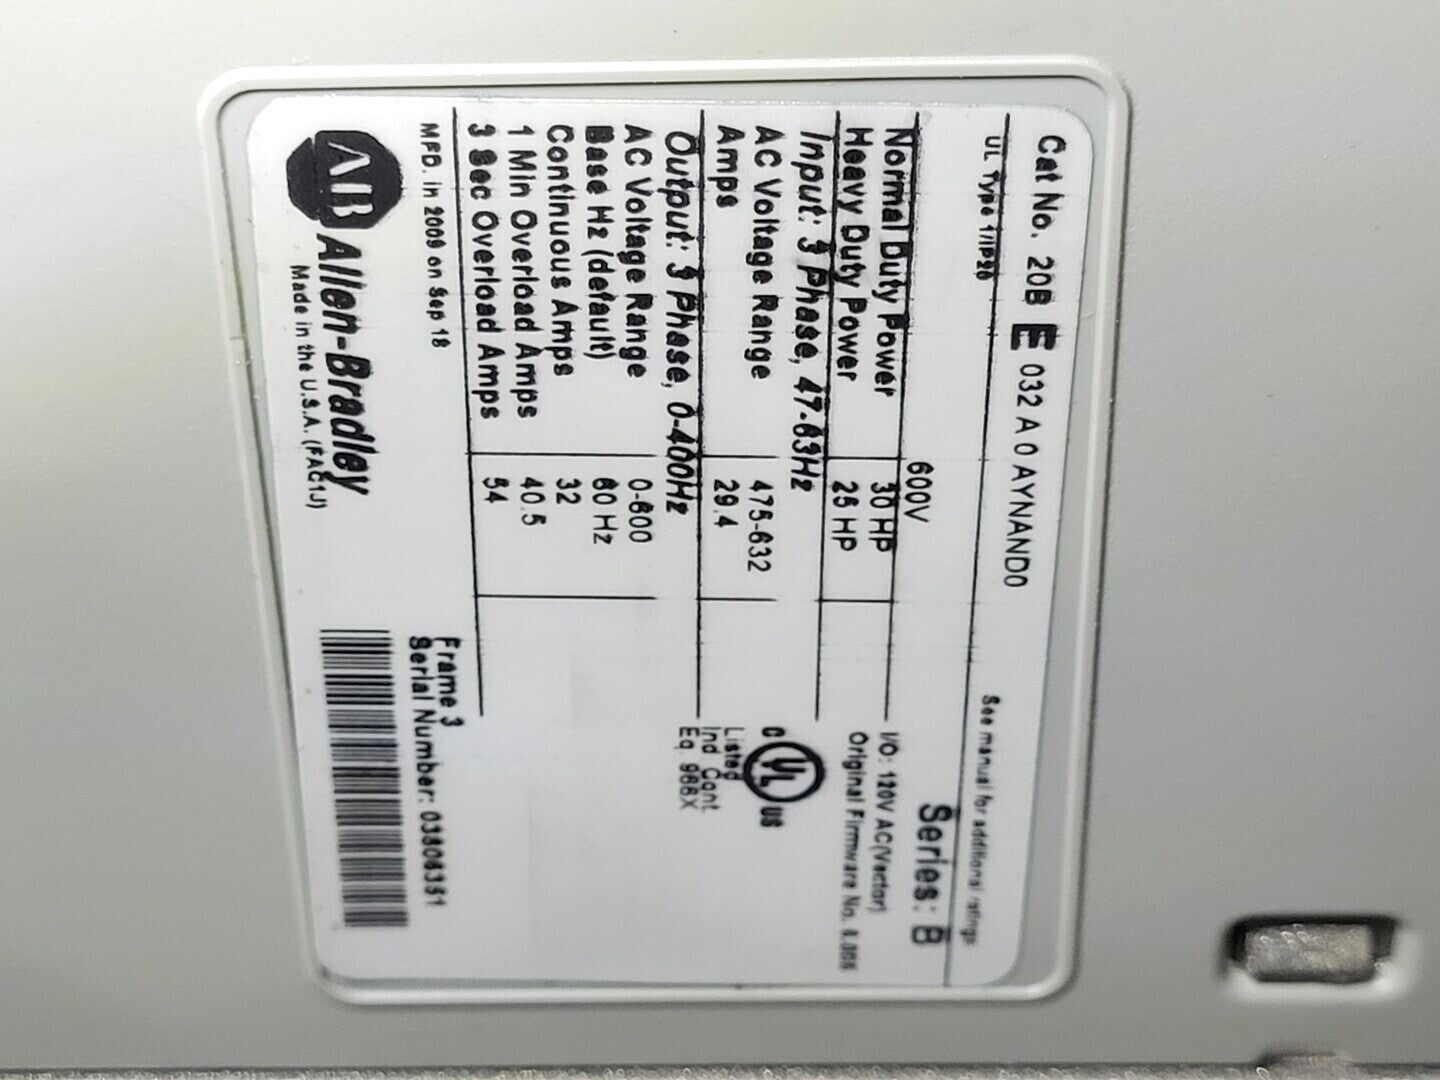 Cat No. 20B E 032 A 0 AYNAND0
UL Type 1/IP20
See manual for additional ratings
Series: B
600V
Normal Duty Power 30 HP
Heavy Duty Power 25 HP
I/O: 120V AC(Vector)
Original Firmware No.
Input: 3 Phase, 47-63Hz
AC Voltage Range 475-632
Amps 29.4
C UL US
Listed
Ind Cont
Eq 966X
Output: 3 Phase, 0-400Hz
AC Voltage Range 0-600
Base Hz (default) 60 Hz
Continuous Amps 32
1 Min Overload Amps 40.5
3 Sec Overload Amps 54
MFD. in 2009 on Sep 18
Frame 3
Serial Number:
AB Allen-Bradley
Made in the U.S.A. (FAC1J)